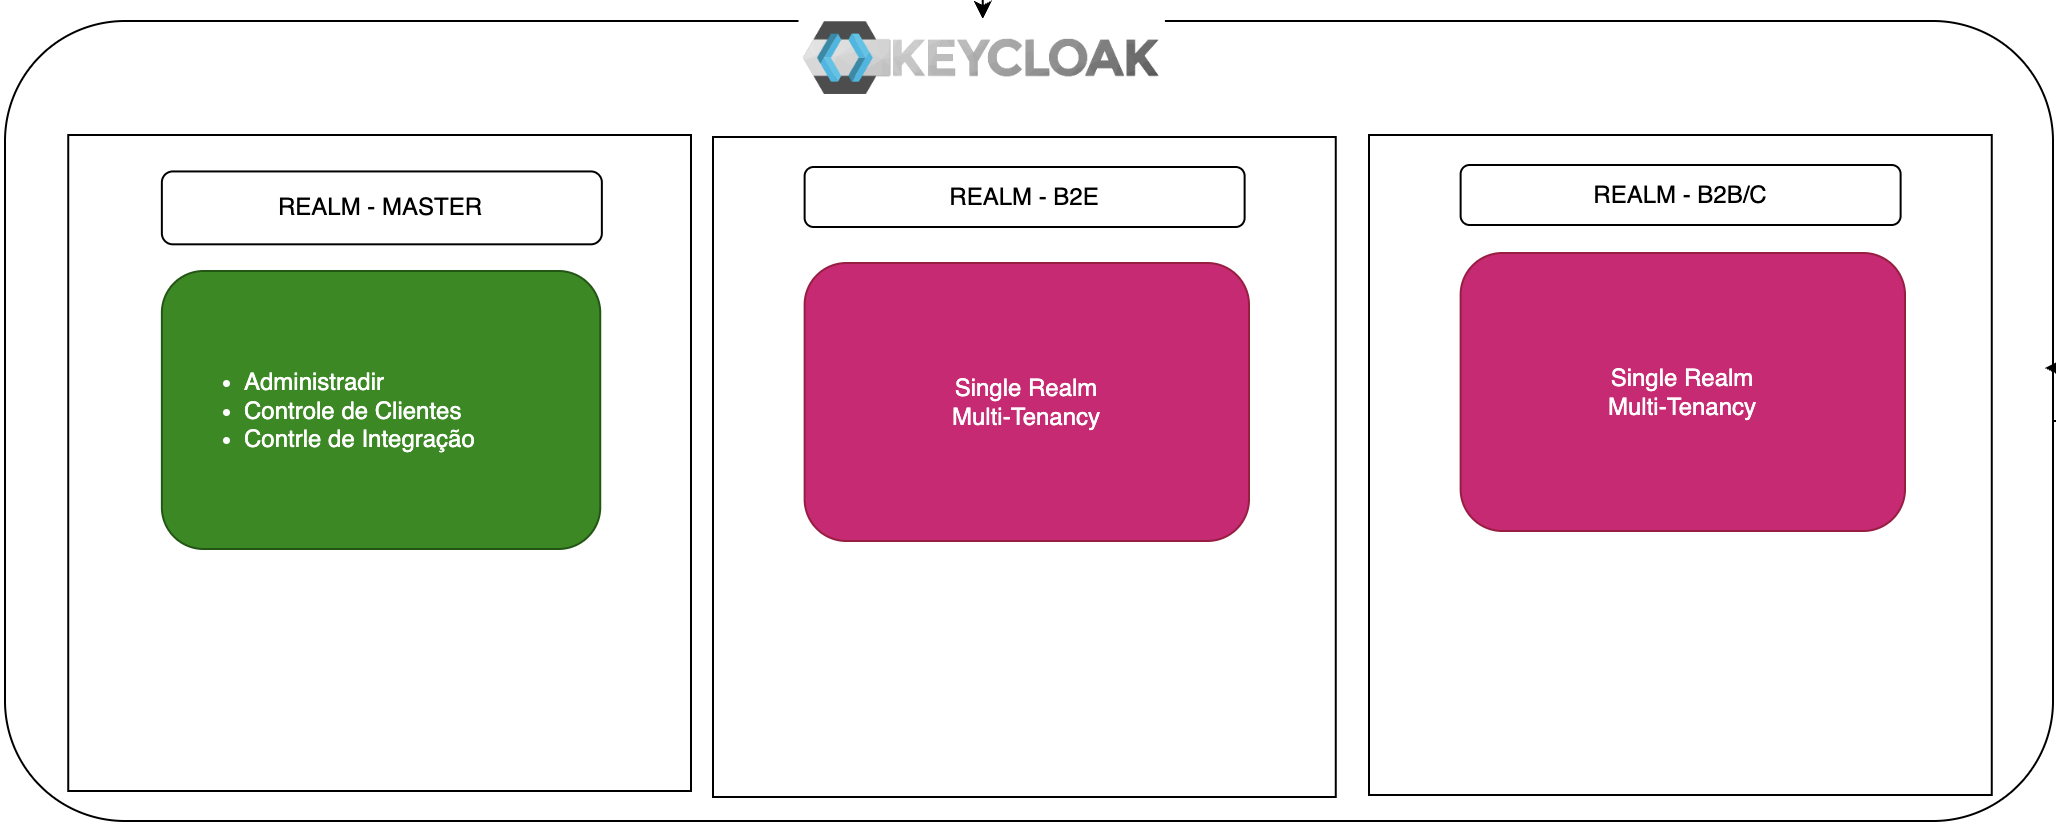 KEYCLOAK
REALM - MASTER
• Administradir
• Controle de Clientes
• Contrle de Integração
REALM - B2E
Single Realm
Multi-Tenancy
REALM - B2B/C
Single Realm
Multi-Tenancy